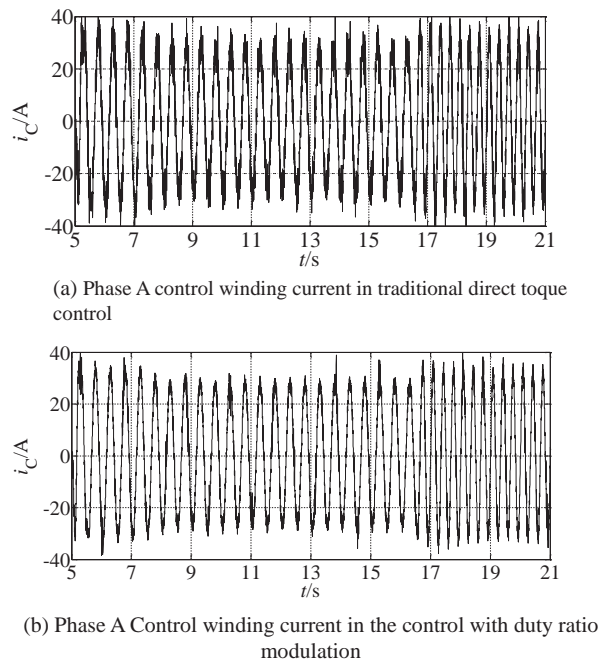 40
20
0
-20
-40
i_C/A
5 7 9 11 13 15 17 19 21
t/s
(a) Phase A control winding current in traditional direct toque
control
40
20
0
-20
-40
i_C/A
5 7 9 11 13 15 17 19 21
t/s
(b) Phase A Control winding current in the control with duty ratio
modulation